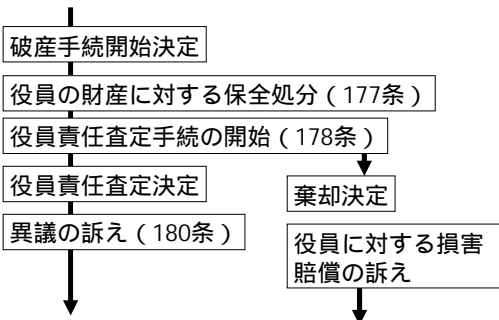 破産手続開始決定
役員の財産に対する保全処分（177条）
役員責任査定手続の開始（178条）
役員責任査定決定
異議の訴え（180条）
棄却決定
役員に対する損害
賠償の訴え